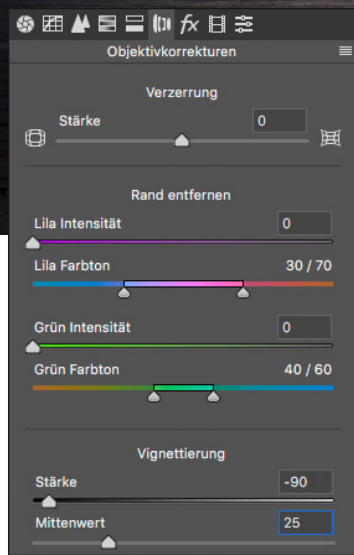 fx
Objektivkorrekturen
Verzerrung
Stärke 0
Rand entfernen
Lila Intensität 0
Lila Farbton 30 / 70
Grün Intensität 0
Grün Farbton 40 / 60
Vignettierung
Stärke -90
Mittenwert 25